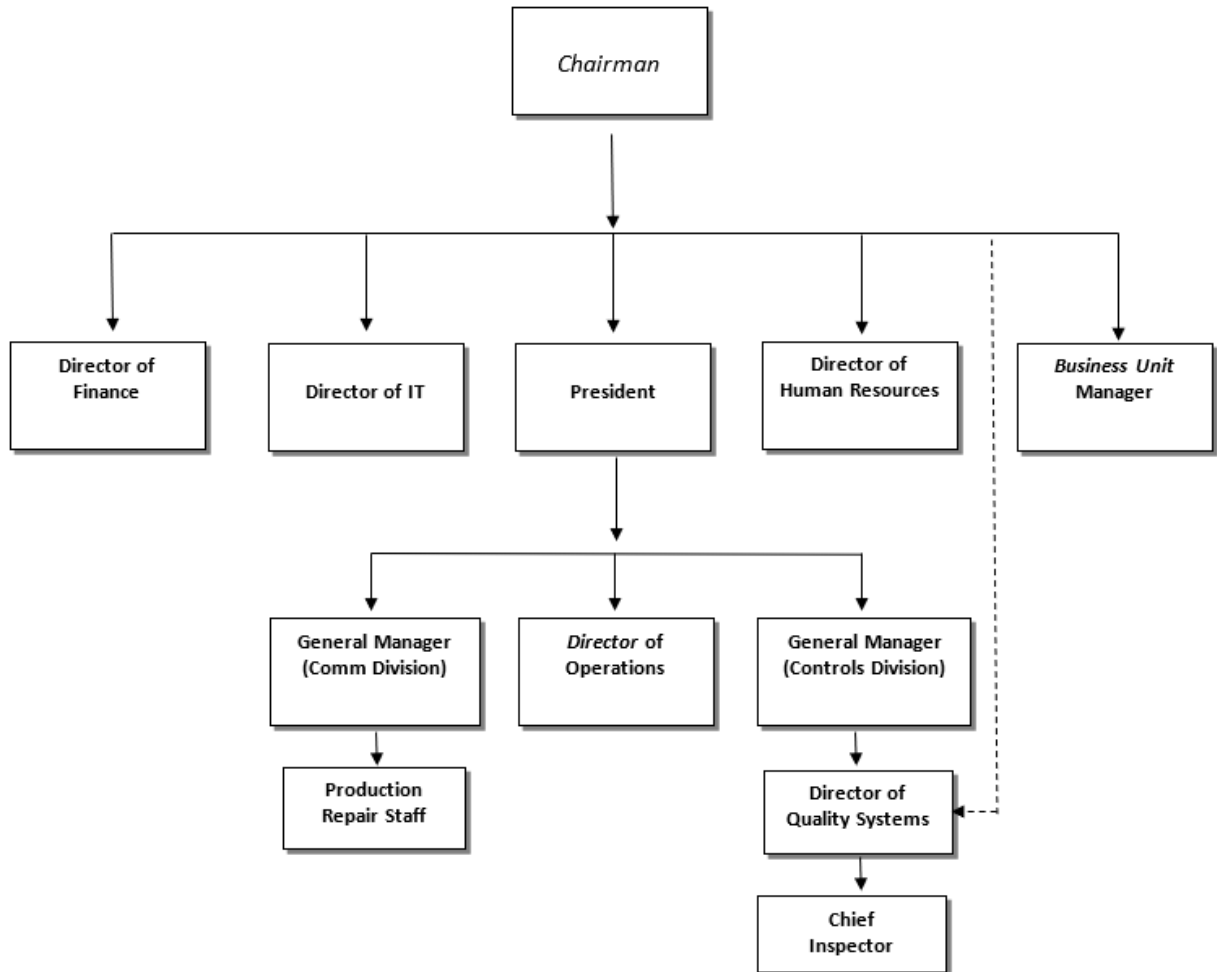 Chairman
Director of
Finance
Director of IT
President
Director of
Human Resources
Business Unit
Manager
General Manager
(Comm Division)
Director of
Operations
General Manager
(Controls Division)
Production
Repair Staff
Director of
Quality Systems
Chief
Inspector